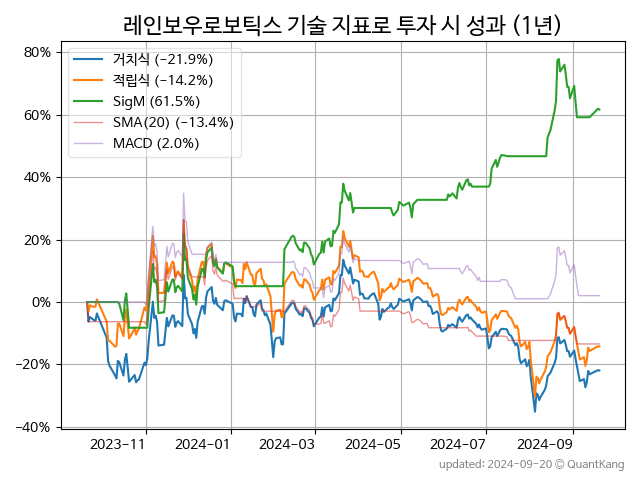 레인보우로보틱스 기술 지표로 투자 시 성과 (1년)
거치식 (-21.9%)
적립식 (-14.2%)
SigM (61.5%)
SMA(20) (-13.4%)
MACD (2.0%)
80%
60%
40%
20%
0%
-20%
-40%
2023-11 2024-01 2024-03 2024-05 2024-07 2024-09
updated: 2024-09-20 © QuantKang